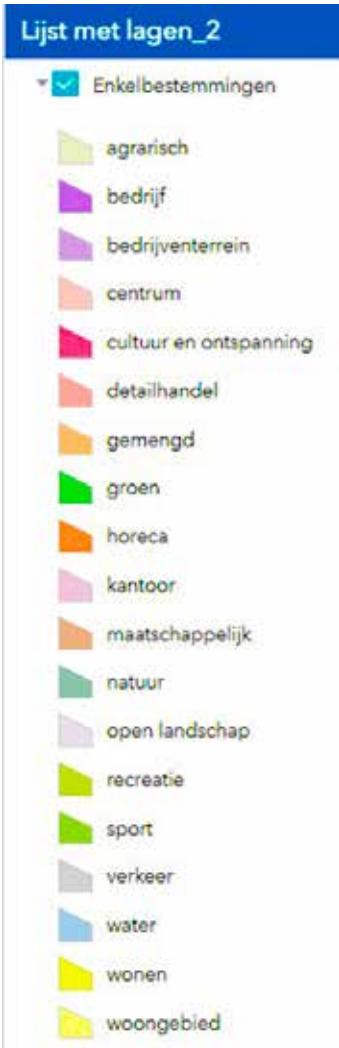 Lijst met lagen_2
Enkelbestemmingen
agrarisch
bedrijf
bedrijventerrein
centrum
cultuur en ontspanning
detailhandel
gemengd
groen
horeca
kantoor
maatschappelijk
natuur
open landschap
recreatie
sport
verkeer
water
wonen
woongebied